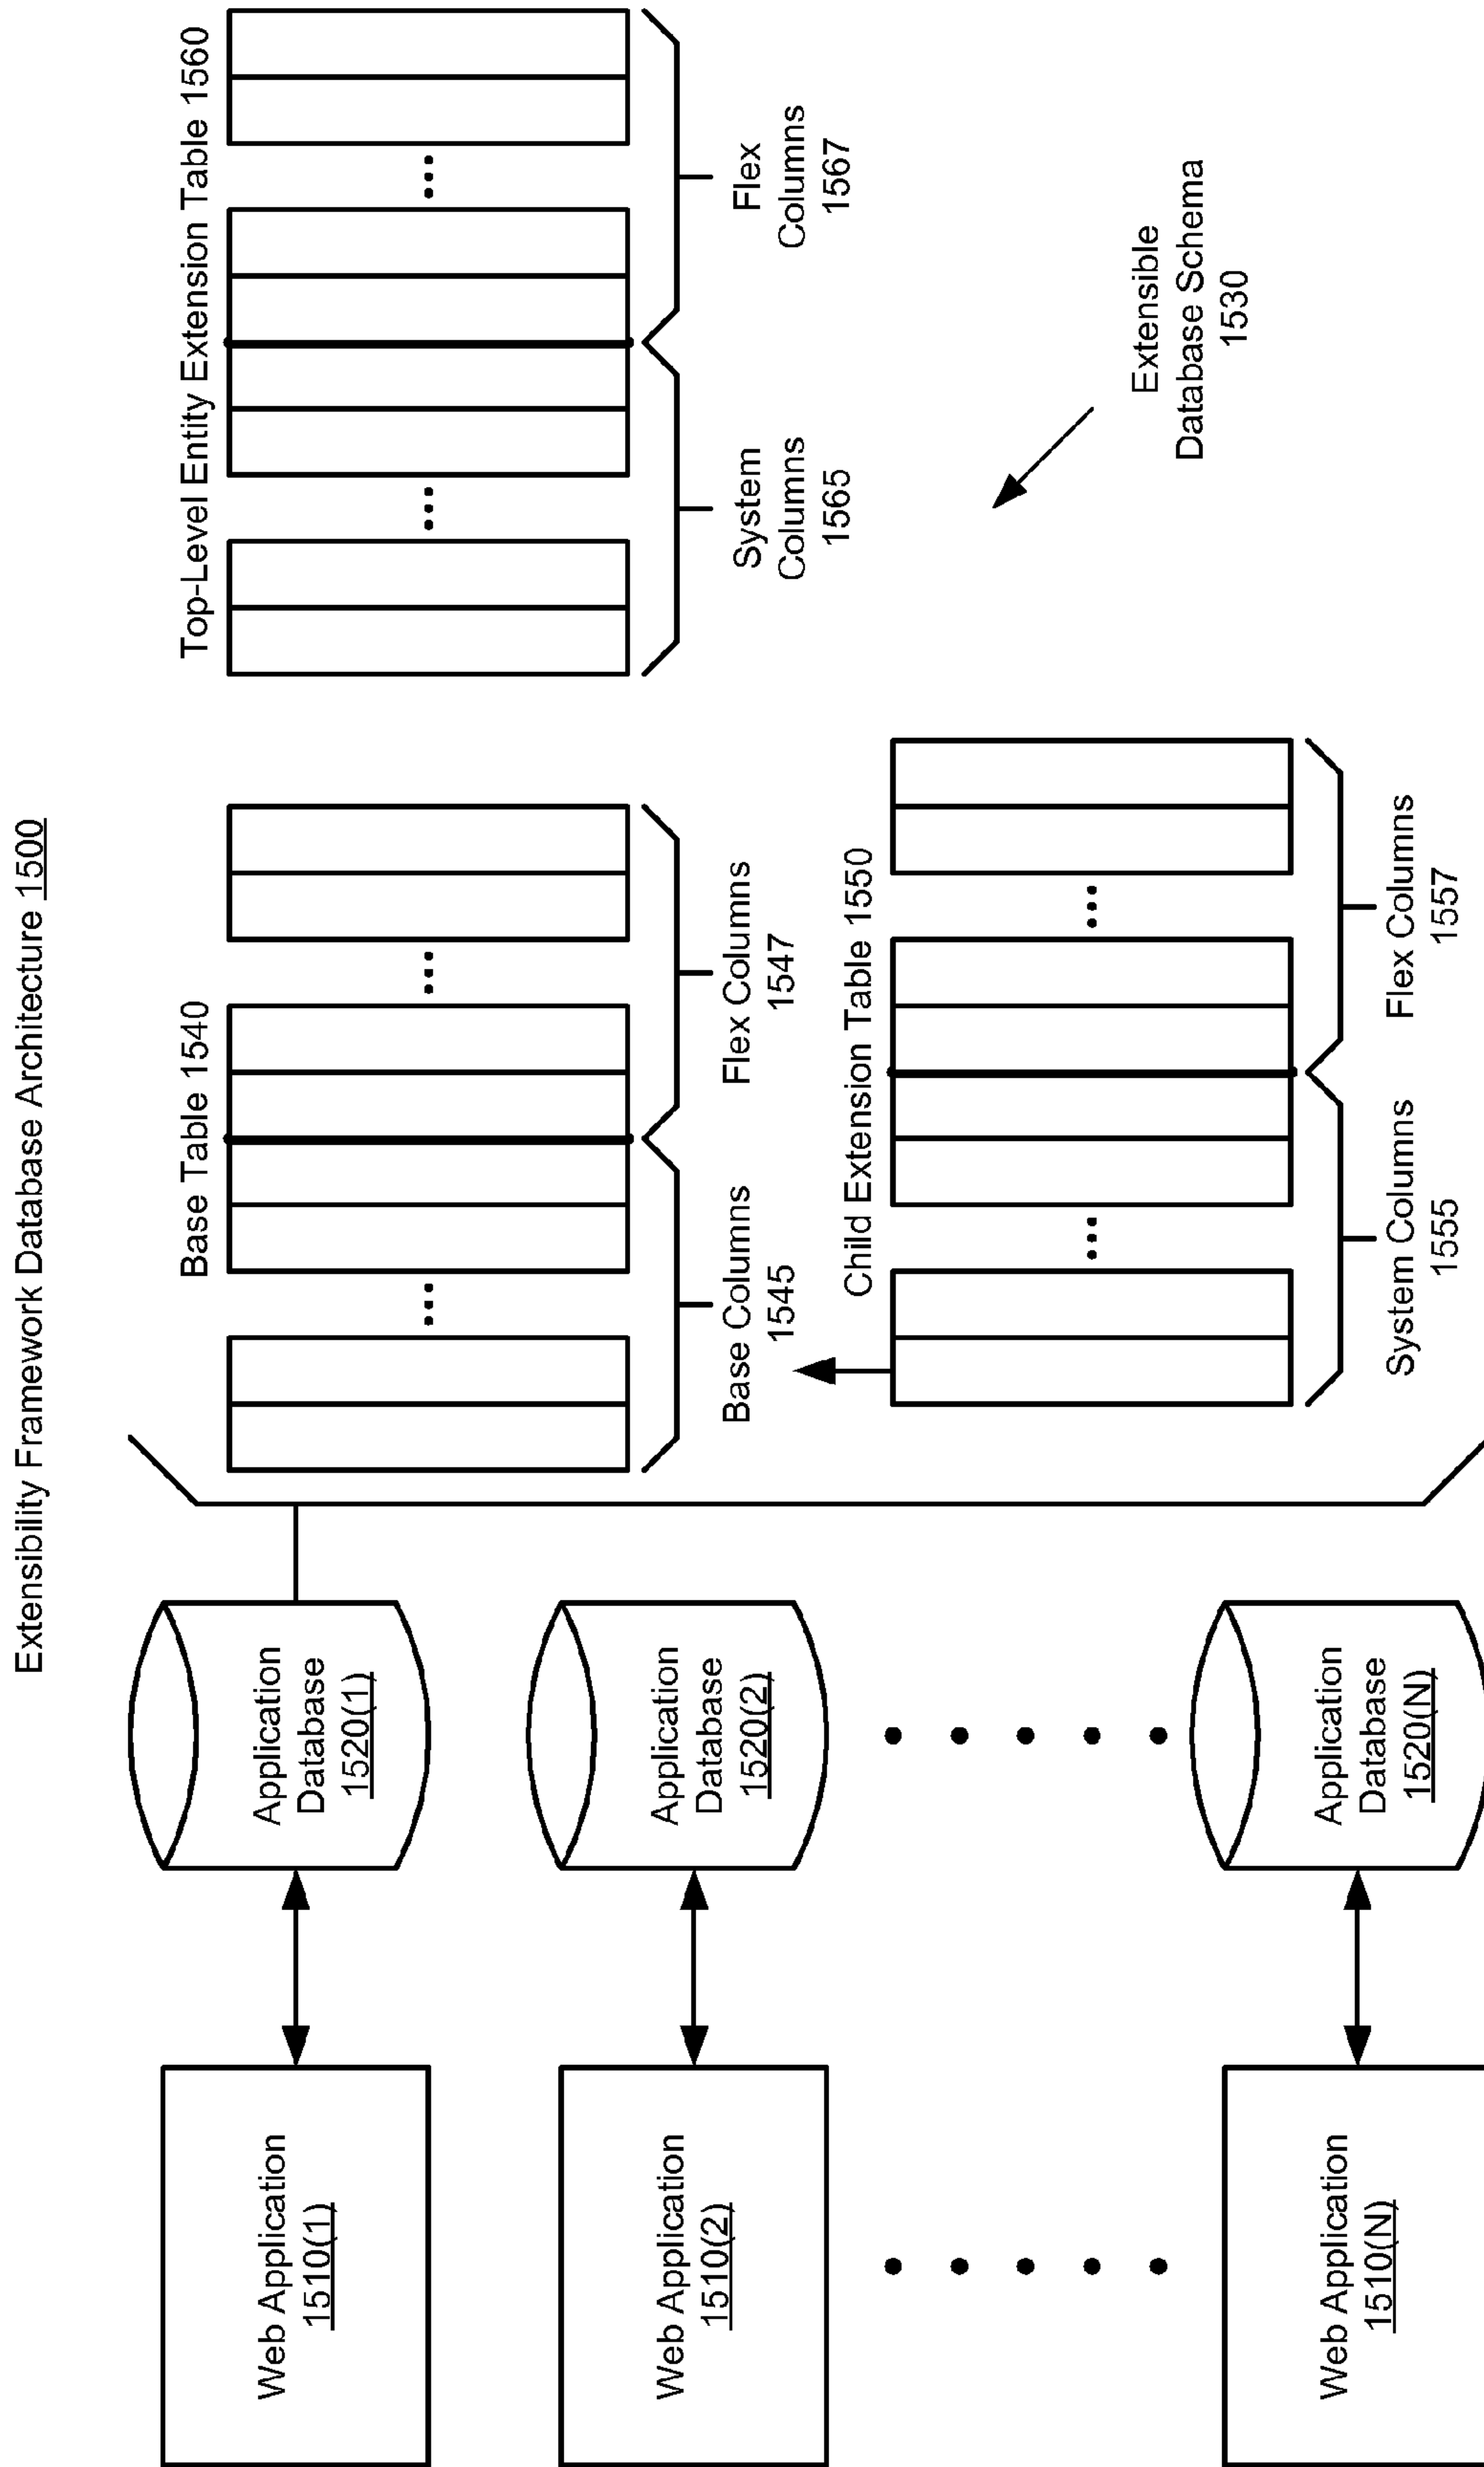 Extensibility Framework Database Architecture 1500
Web Application
1510(1)
Application
Database
1520(1)
Web Application
1510(2)
Application
Database
1520(2)
Web Application
1510(N)
Application
Database
1520(N)
Base Table 1540
Base Columns
1545
Flex Columns
1547
Top-Level Entity Extension Table 1560
System
Columns
1565
Flex
Columns
1567
Child Extension Table 1550
System Columns
1555
Flex Columns
1557
Extensible
Database Schema
1530